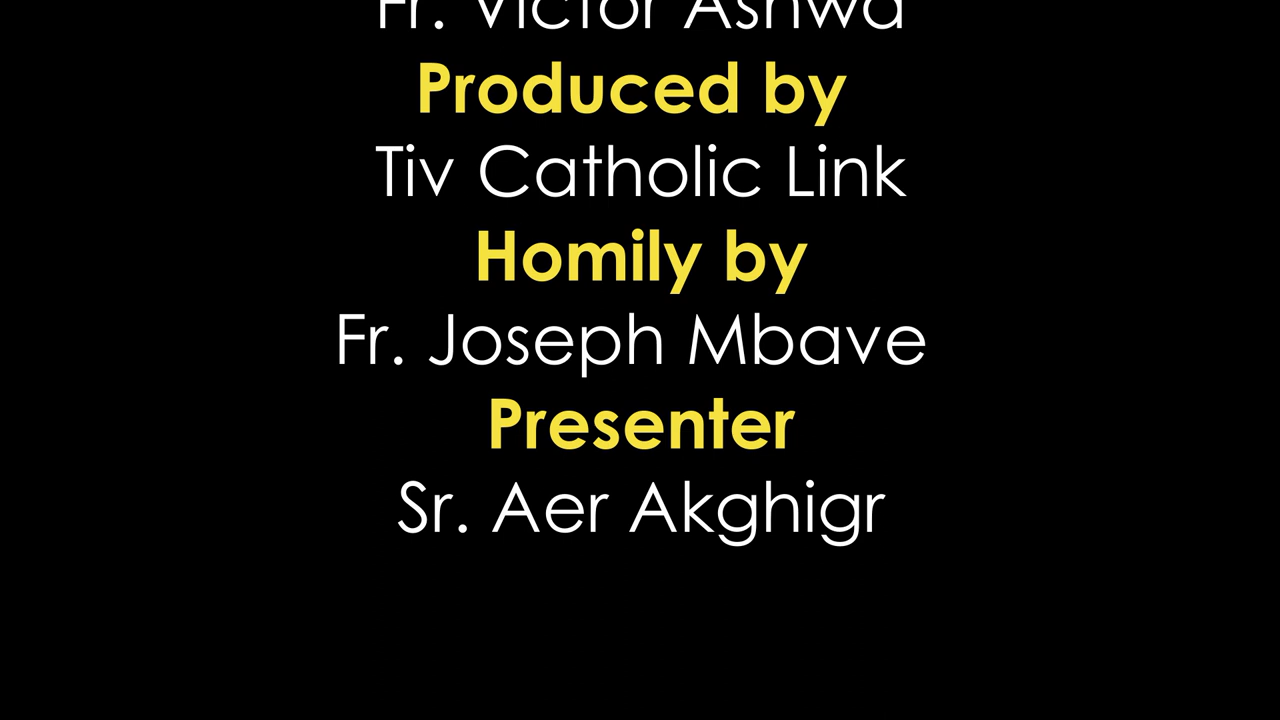 Fr. Victor Ashwa
Produced by
Tiv Catholic Link
Homily by
Fr. Joseph Mbave
Presenter
Sr. Aer Akghigr